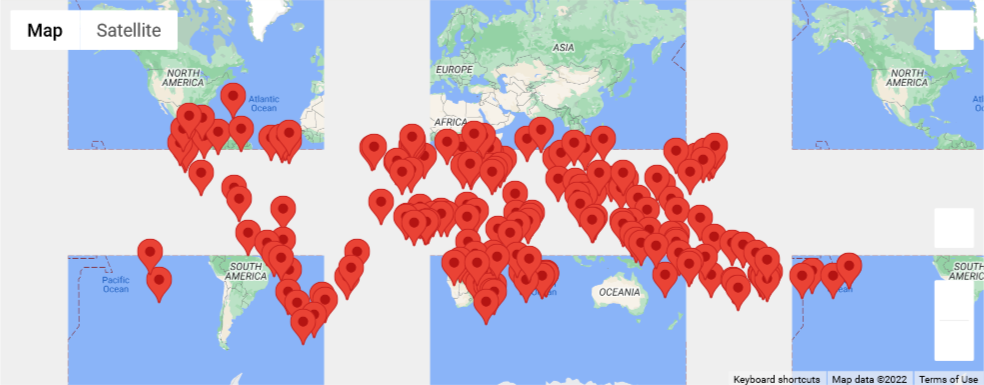 Map Satellite
ASIA
NORTH
AMERICA
EUROPE
NORTH
AMERICA
Atlantic
Ocean
AFRICA
SOUTH
AMERICA
Pacific
Ocean
OCEANIA
SOUTH
Keyboard shortcuts Map data ©2022 Terms of Use